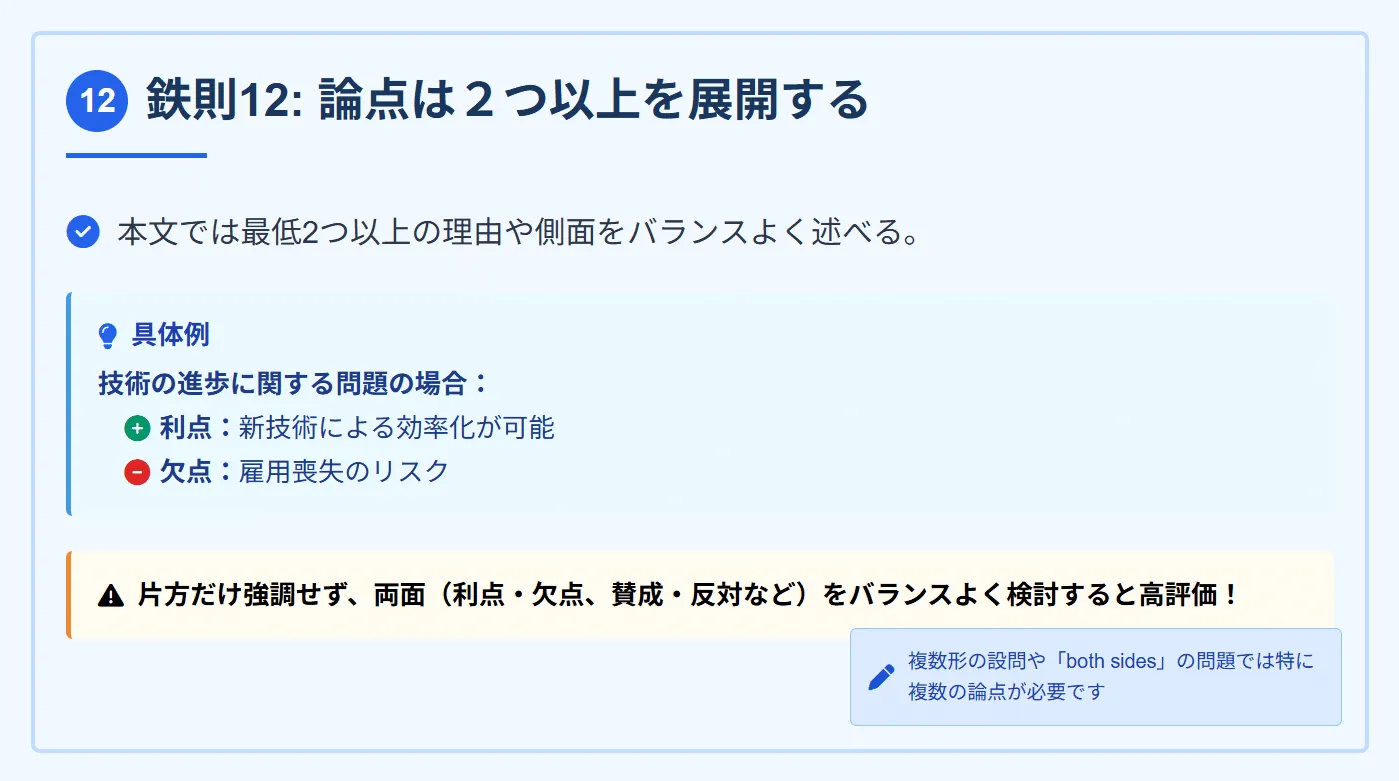 12 鉄則12: 論点は２つ以上を展開する
本文では最低2つ以上の理由や側面をバランスよく述べる。
具体例
技術の進歩に関する問題の場合：
利点：新技術による効率化が可能
欠点：雇用喪失のリスク
片方だけ強調せず、両面（利点・欠点、賛成・反対など）をバランスよく検討すると高評価！
複数形の設問や「both sides」の問題では特に
複数の論点が必要です